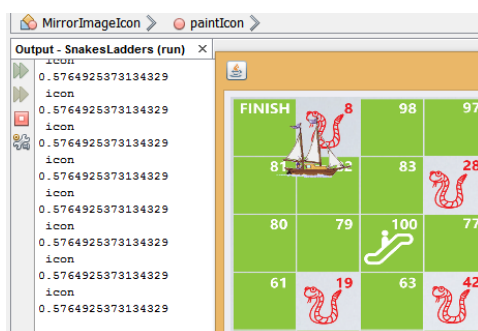 MirrorImageIcon paintIcon
Output - SnakesLadders (run) ×
icon
0.5764925373134329
icon
0.5764925373134329
icon
0.5764925373134329
icon
0.5764925373134329
icon
0.5764925373134329
icon
0.5764925373134329
icon
0.5764925373134329
icon
0.5764925373134329
FINISH 8 98 97
81 83 28
80 79 100 77
61 19 63 42